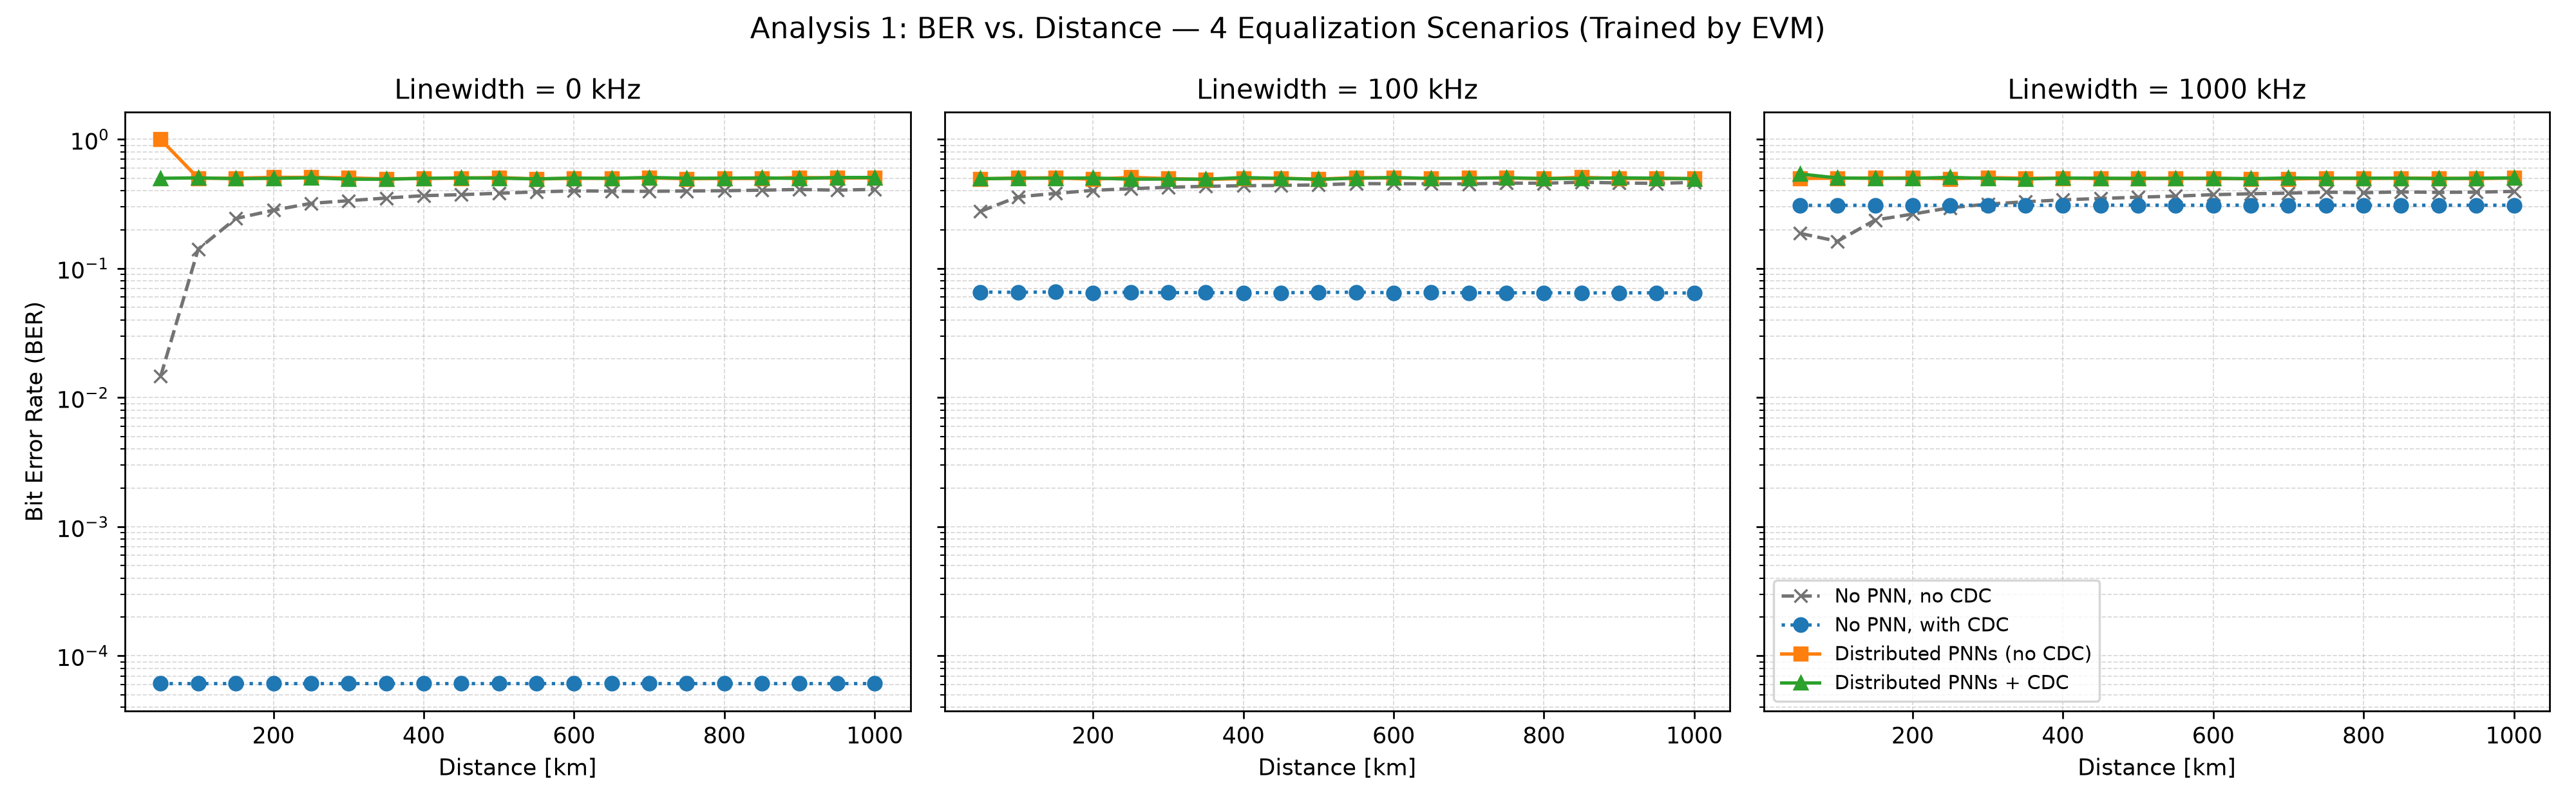 Analysis 1: BER vs. Distance — 4 Equalization Scenarios (Trained by EVM)
Linewidth = 0 kHz
Linewidth = 100 kHz
Linewidth = 1000 kHz
Bit Error Rate (BER)
10⁰
10⁻¹
10⁻²
10⁻³
10⁻⁴
200 400 600 800 1000
200 400 600 800 1000
200 400 600 800 1000
Distance [km]
Distance [km]
Distance [km]
No PNN, no CDC
No PNN, with CDC
Distributed PNNs (no CDC)
Distributed PNNs + CDC